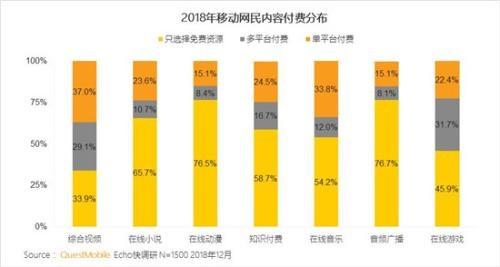 2018年移动网民内容付费分布
只选择免费资源 多平台付费 单平台付费
100%
75%
50%
25%
0%
37.0% 23.6% 15.1% 24.5% 33.8% 15.1% 22.4%
29.1% 10.7% 8.4% 16.7% 12.0% 8.1% 31.7%
33.9% 65.7% 76.5% 58.7% 54.2% 76.7% 45.9%
综合视频 在线小说 在线动漫 知识付费 在线音乐 音频广播 在线游戏
Source： QuestMobile Echo快调研 N=1500 2018年12月